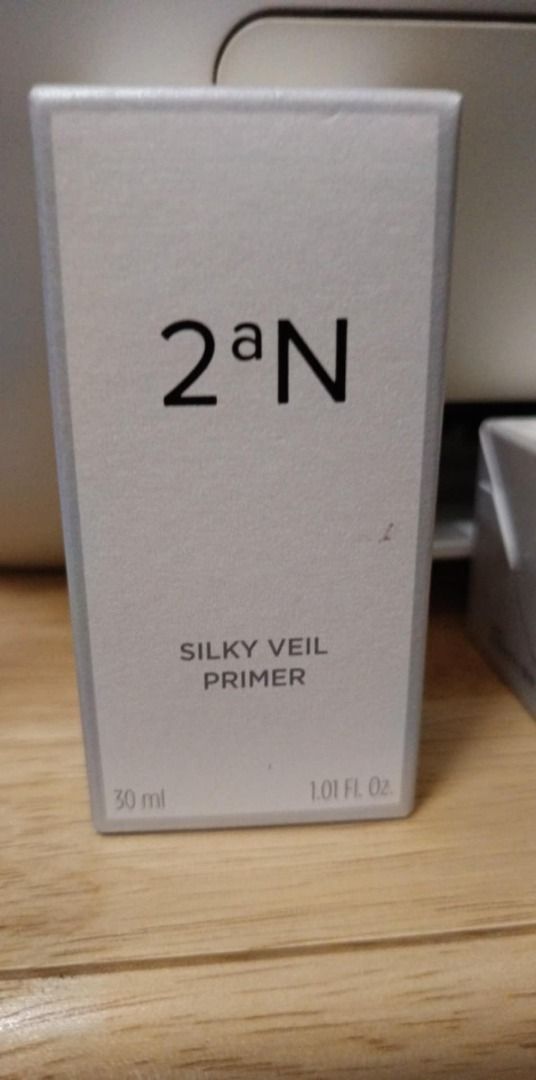 2aN
SILKY VEIL
PRIMER
30 ml
1.01 Fl. Oz.